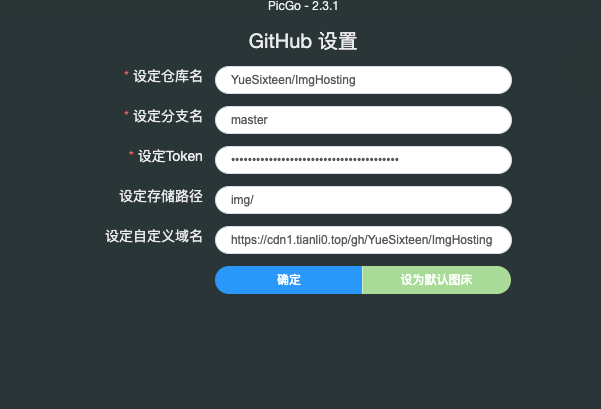 PicGo - 2.3.1
GitHub 设置
* 设定仓库名 YueSixteen/ImgHosting
* 设定分支名 master
* 设定Token ••••••••••••••••••••••••••••••••••••••••
设定存储路径 img/
设定自定义域名 https://cdn1.tianli0.top/gh/YueSixteen/ImgHosting
确定 设为默认图床